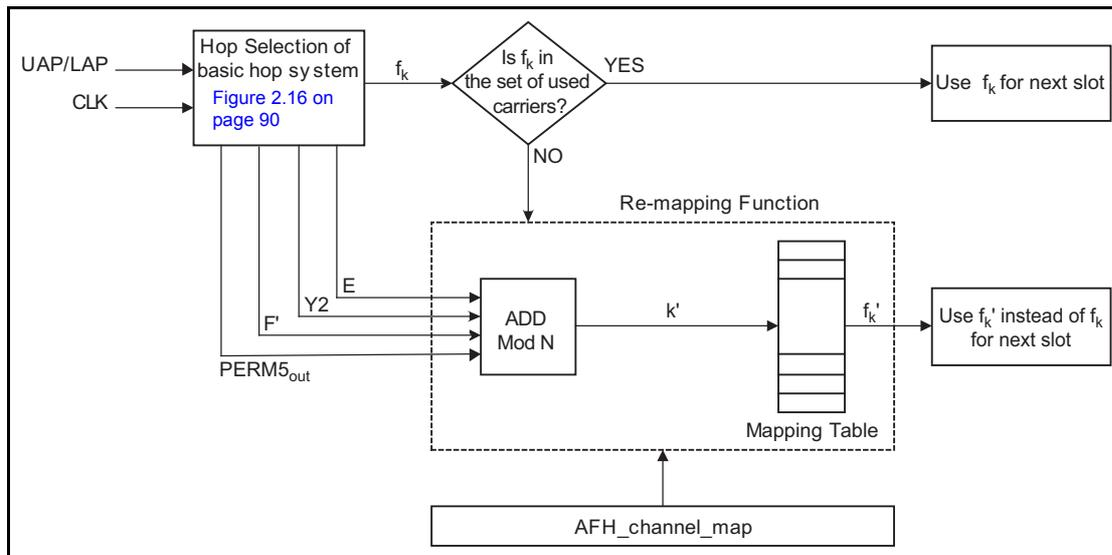 UAP/LAP
CLK
Hop Selection of
basic hop system
Figure 2.16 on
page 90
fk
Is fk in
the set of used
carriers?
YES
Use fk for next slot
NO
Re-mapping Function
E
Y2
F'
PERM5out
ADD
Mod N
k'
fk'
Mapping Table
Use fk' instead of fk
for next slot
AFH_channel_map